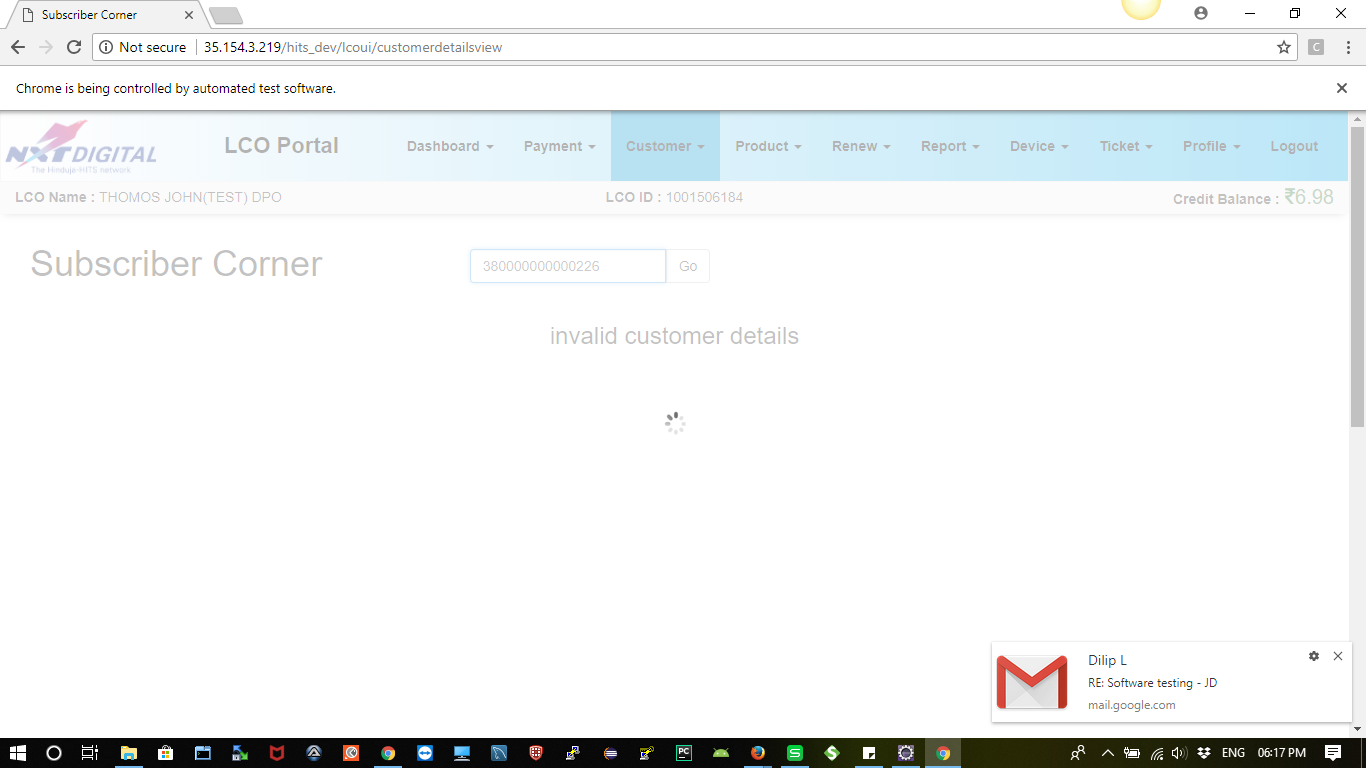 Subscriber Corner
Not secure 35.154.3.219/hits_dev/lcoui/customerdetailsview
C
Chrome is being controlled by automated test software.
NXTDIGITAL
The Hinduja-HITS network
LCO Portal Dashboard Payment Customer Product Renew Report Device Ticket Profile Logout
LCO Name : THOMOS JOHN(TEST) DPO LCO ID : 1001506184 Credit Balance : ₹6.98
Subscriber Corner 380000000000226 Go
invalid customer details
Dilip L
RE: Software testing - JD
mail.google.com
PC ENG 06:17 PM